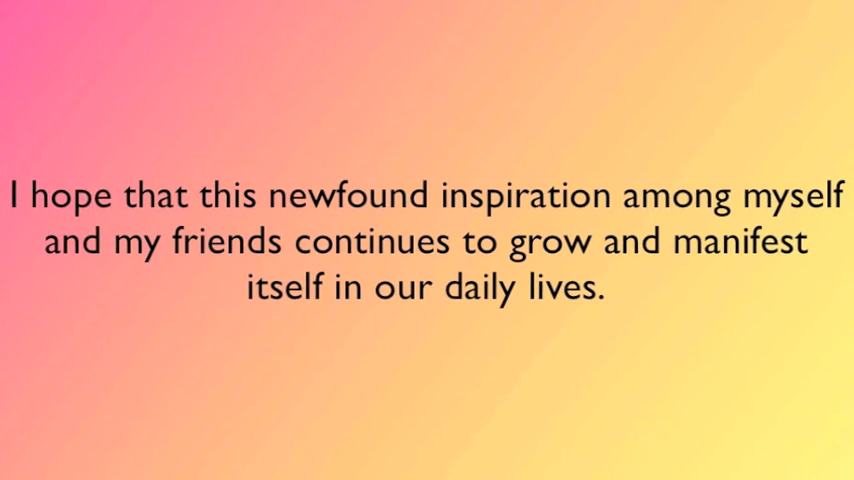 I hope that this newfound inspiration among myself
and my friends continues to grow and manifest
itself in our daily lives.